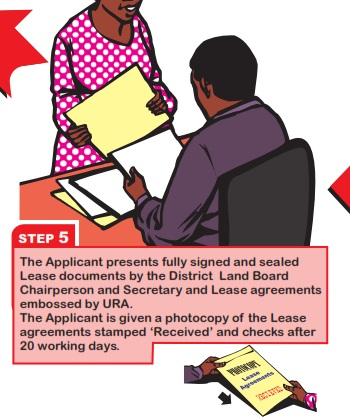 STEP 5
The Applicant presents fully signed and sealed
Lease documents by the District Land Board
Chairperson and Secretary and Lease agreements
embossed by URA.
The Applicant is given a photocopy of the Lease
agreements stamped ‘Received’ and checks after
20 working days.
PHOTOCOPY
Lease
Agreements
RECEIVED